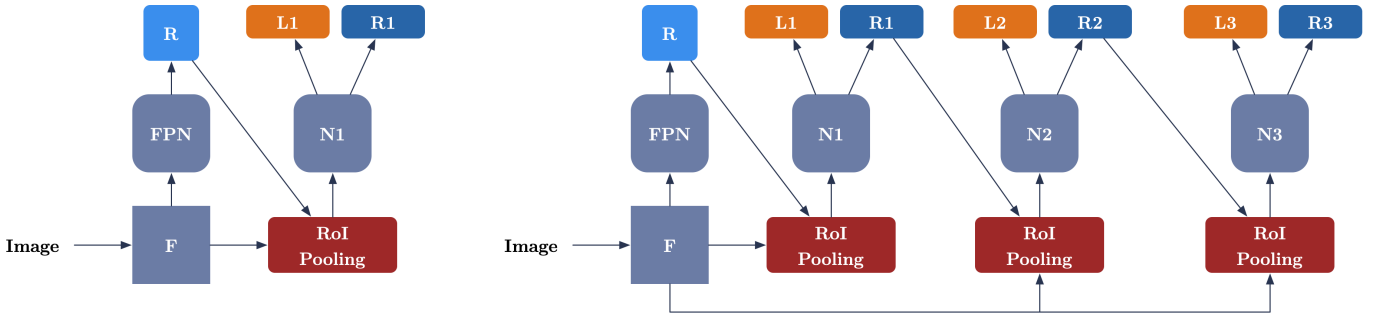 R
L1
R1
FPN
N1
Image
F
RoI
Pooling
R
L1
R1
L2
R2
L3
R3
FPN
N1
N2
N3
Image
F
RoI
Pooling
RoI
Pooling
RoI
Pooling